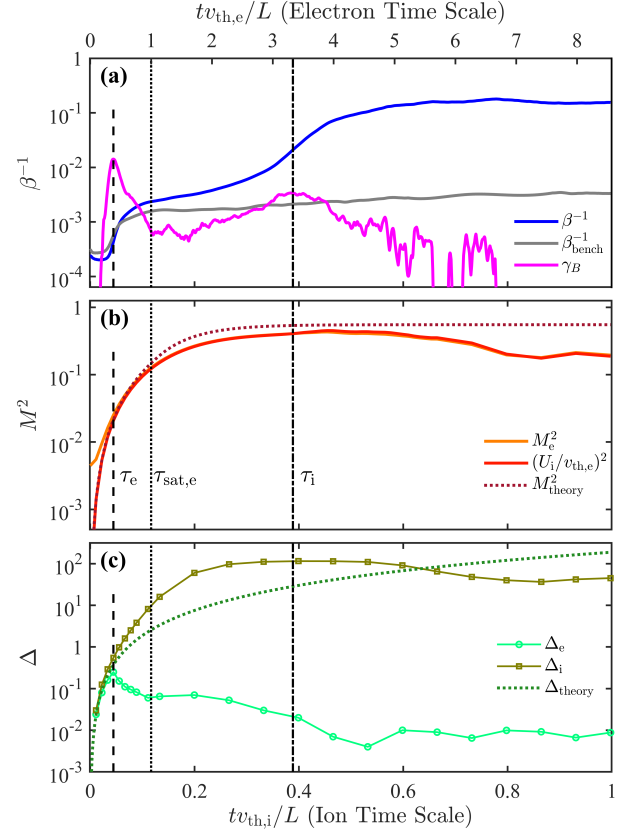 tv_th,e/L (Electron Time Scale)
0 1 2 3 4 5 6 7 8
(a)
1
10^-1
10^-2
10^-3
10^-4
β^-1
β^-1
β^-1_bench
γ_B
(b)
1
10^-1
10^-2
10^-3
M^2
τ_e
τ_sat,e
τ_i
M_e^2
(U_i/v_th,e)^2
M^2_theory
(c)
10^2
10^1
1
10^-1
10^-2
10^-3
Δ
Δ_e
Δ_i
Δ_theory
0 0.2 0.4 0.6 0.8 1
tv_th,i/L (Ion Time Scale)